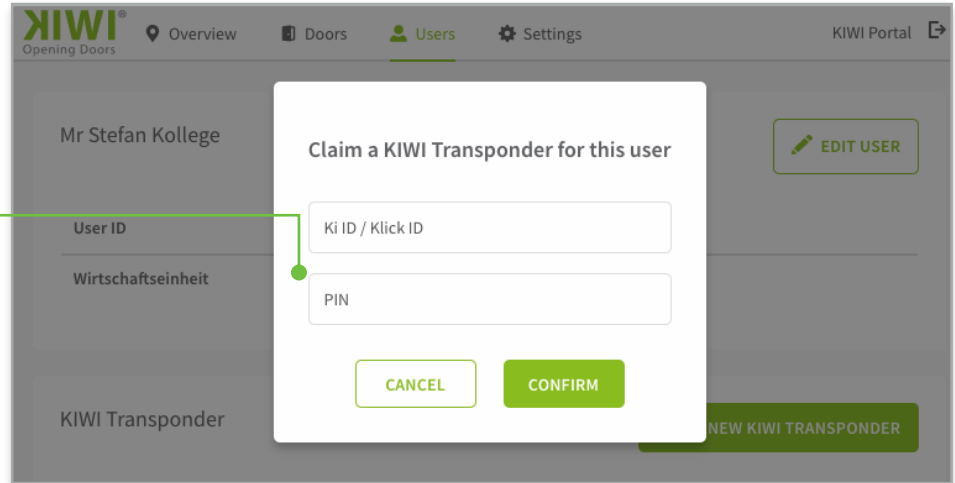 KIWI®
Opening Doors
Overview
Doors
Users
Settings
KIWI Portal
Mr Stefan Kollege
EDIT USER
Claim a KIWI Transponder for this user
User ID
Ki ID / Klick ID
Wirtschaftseinheit
PIN
CANCEL
CONFIRM
KIWI Transponder
NEW KIWI TRANSPONDER